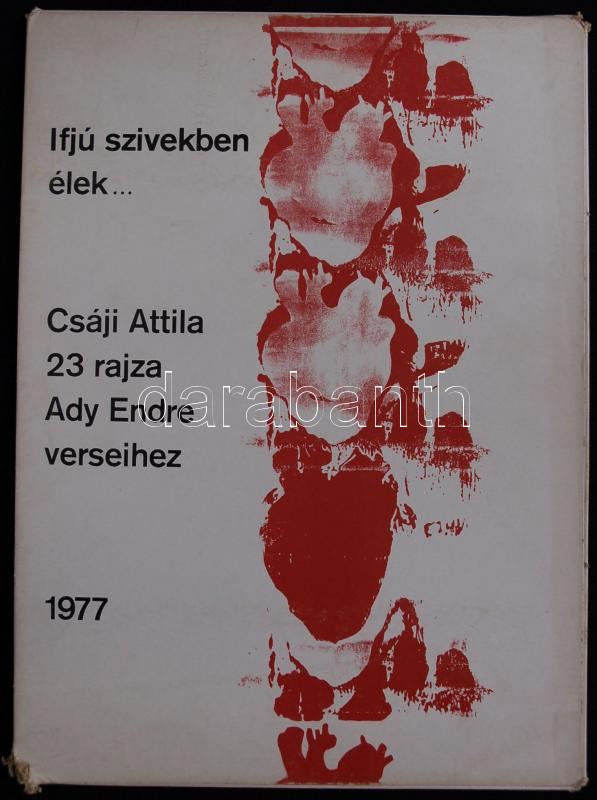 Ifjú szivekben
élek...
Csáji Attila
23 rajza
Ady Endre
verseihez
darabanth
1977